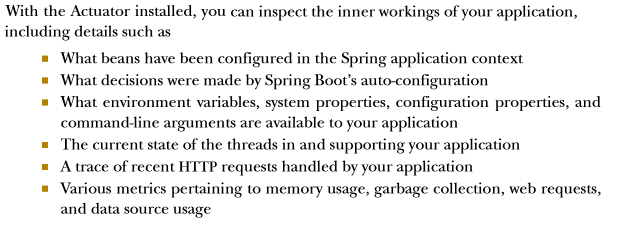 With the Actuator installed, you can inspect the inner workings of your application,
including details such as
■ What beans have been configured in the Spring application context
■ What decisions were made by Spring Boot's auto-configuration
■ What environment variables, system properties, configuration properties, and
command-line arguments are available to your application
■ The current state of the threads in and supporting your application
■ A trace of recent HTTP requests handled by your application
■ Various metrics pertaining to memory usage, garbage collection, web requests,
and data source usage